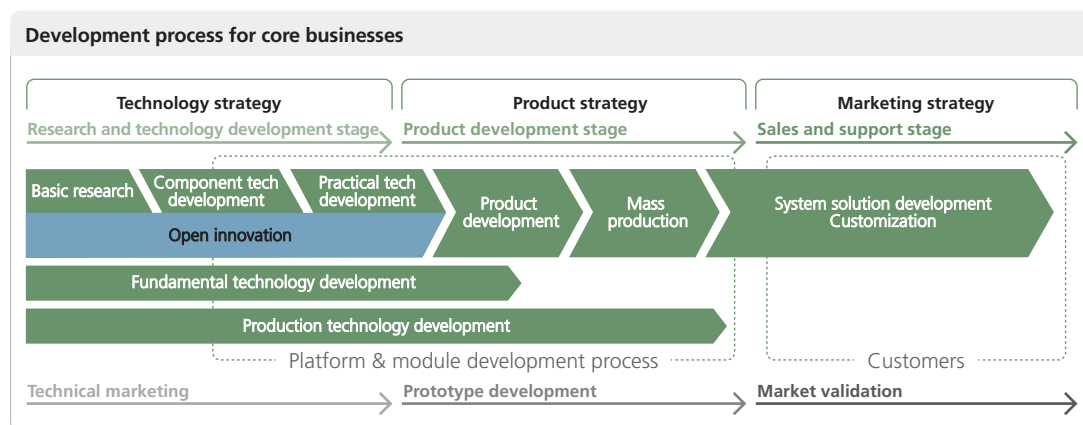 Development process for core businesses
Technology strategy
Product strategy
Marketing strategy
Research and technology development stage
Product development stage
Sales and support stage
Basic research
Component tech
development
Practical tech
development
Product
development
Mass
production
System solution development
Customization
Open innovation
Fundamental technology development
Production technology development
Platform & module development process
Customers
Technical marketing
Prototype development
Market validation